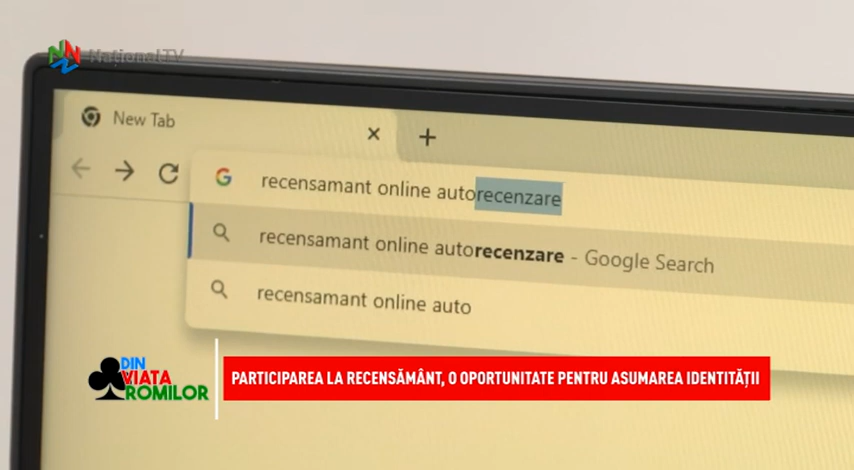 NaționalTV
New Tab
recensamant online autorecenzare
recensamant online autorecenzare - Google Search
recensamant online auto
DIN
VIATA
ROMILOR
PARTICIPAREA LA RECENSĂMÂNT, O OPORTUNITATE PENTRU ASUMAREA IDENTITĂȚII